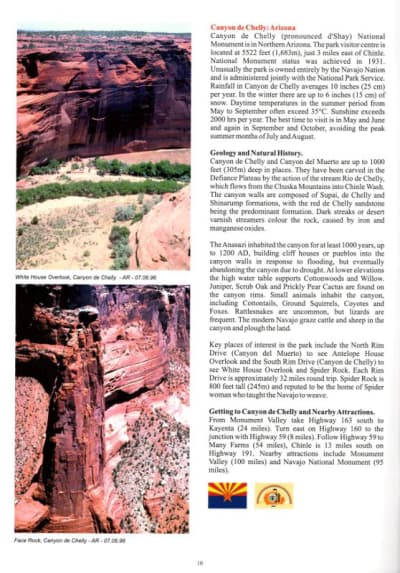 Canyon de Chelly: Arizona
Canyon de Chelly (pronounced d'Shay) National
Monument is in Northern Arizona. The park visitor centre is
located at 5522 feet (1,683m), just 3 miles east of Chinle.
National Monument status was achieved in 1931.
Unusually the park is owned entirely by the Navajo Nation
and is administered jointly with the National Park Service.
Rainfall in Canyon de Chelly averages 10 inches (25 cm)
per year. In the winter there are up to 6 inches (15 cm) of
snow. Daytime temperatures in the summer period from
May to September often exceed 35°C. Sunshine exceeds
2000 hrs per year. The best time to visit is in May and June
and again in September and October, avoiding the peak
summer months of July and August.
Geology and Natural History.
Canyon de Chelly and Canyon del Muerto are up to 1000
feet (305m) deep in places. They have been carved in the
Defiance Plateau by the action of the stream Rio de Chelly,
which flows from the Chuska Mountains into Chinle Wash.
The canyon walls are composed of Supai, de Chelly and
Shinarump formations, with the red de Chelly sandstone
being the predominant formation. Dark streaks or desert
varnish streamers colour the rock, caused by iron and
manganese oxides.
The Anasazi inhabited the canyon for at least 1000 years, up
to 1200 AD, building cliff houses or pueblos into the
canyon walls in response to flooding, but eventually
abandoning the canyon due to drought. At lower elevations
the high water table supports Cottonwoods and Willow.
Juniper, Scrub Oak and Prickly Pear Cactus are found on
the canyon rims. Small animals inhabit the canyon,
including Cottontails, Ground Squirrels, Coyotes and
Foxes. Rattlesnakes are uncommon, but lizards are
frequent. The modern Navajo graze cattle and sheep in the
canyon and plough the land.
Key places of interest in the park include the North Rim
Drive (Canyon del Muerto) to see Antelope House
Overlook and the South Rim Drive (Canyon de Chelly) to
see White House Overlook and Spider Rock. Each Rim
Drive is approximately 32 miles round trip. Spider Rock is
800 feet tall (245m) and reputed to be the home of Spider
woman who taught the Navajo to weave.
Getting to Canyon de Chelly and Nearby Attractions.
From Monument Valley take Highway 163 south to
Kayenta (24 miles). Turn east on Highway 160 to the
junction with Highway 59 (8 miles). Follow Highway 59 to
Many Farms (54 miles), Chinle is 13 miles south on
Highway 191. Nearby attractions include Monument
Valley (100 miles) and Navajo National Monument (95
miles).
White House Overlook, Canyon de Chelly - AR - 07.06.96
Face Rock, Canyon de Chelly - AR - 07.06.96